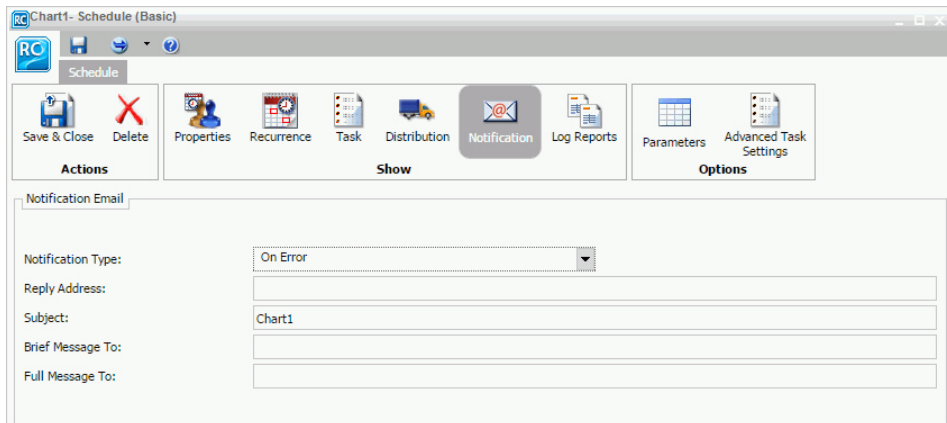 RC Chart1- Schedule (Basic)
RC
Schedule
Save & Close Delete Properties Recurrence Task Distribution Notification Log Reports Parameters Advanced Task Settings
Actions Show Options
Notification Email
Notification Type: On Error
Reply Address:
Subject: Chart1
Brief Message To:
Full Message To: